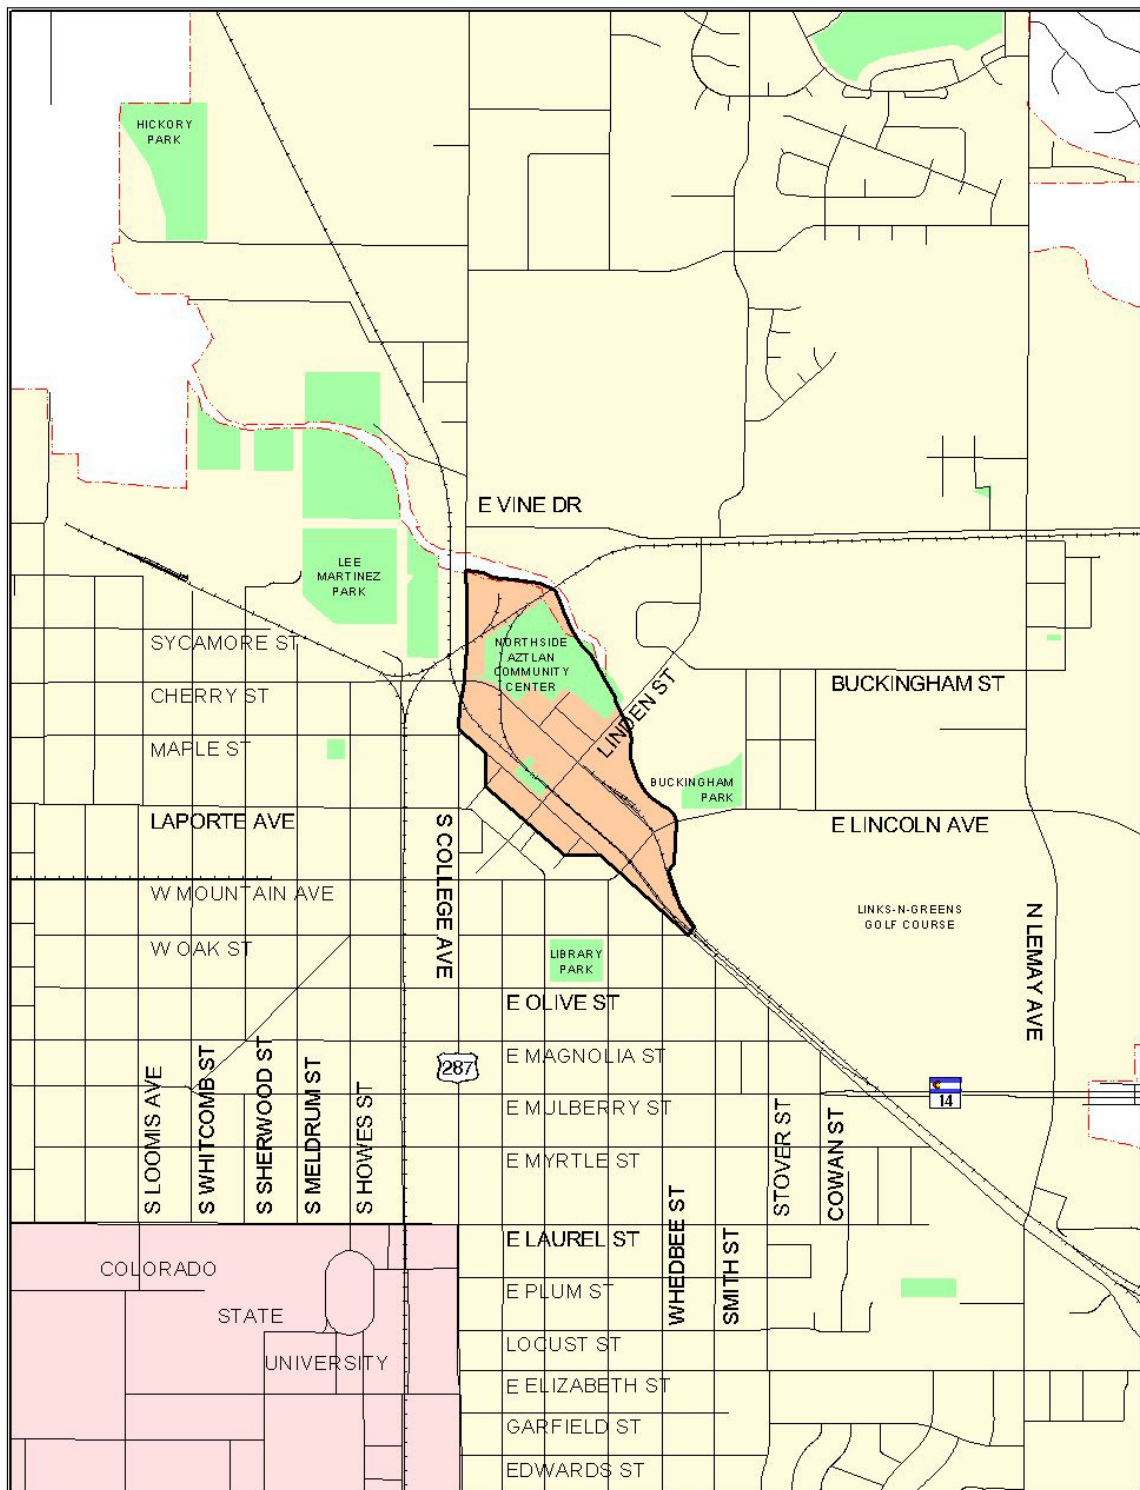 HICKORY
PARK
E VINE DR
LEE
MARTINEZ
PARK
SYCAMORE ST
NORTHSIDE
AZTLAN
COMMUNITY
CENTER
CHERRY ST
LINDEN ST
BUCKINGHAM ST
MAPLE ST
BUCKINGHAM
PARK
LAPORTE AVE
S COLLEGE AVE
E LINCOLN AVE
W MOUNTAIN AVE
LINKS-N-GREENS
GOLF COURSE
N LEMAY AVE
W OAK ST
LIBRARY
PARK
E OLIVE ST
E MAGNOLIA ST
287
14
E MULBERRY ST
S LOOMIS AVE
S WHITCOMB ST
S SHERWOOD ST
S MELDRUM ST
S HOWES ST
STOVER ST
COWAN ST
E MYRTLE ST
E LAUREL ST
WHEDBEE ST
SMITH ST
COLORADO
STATE
UNIVERSITY
E PLUM ST
LOCUST ST
E ELIZABETH ST
GARFIELD ST
EDWARDS ST